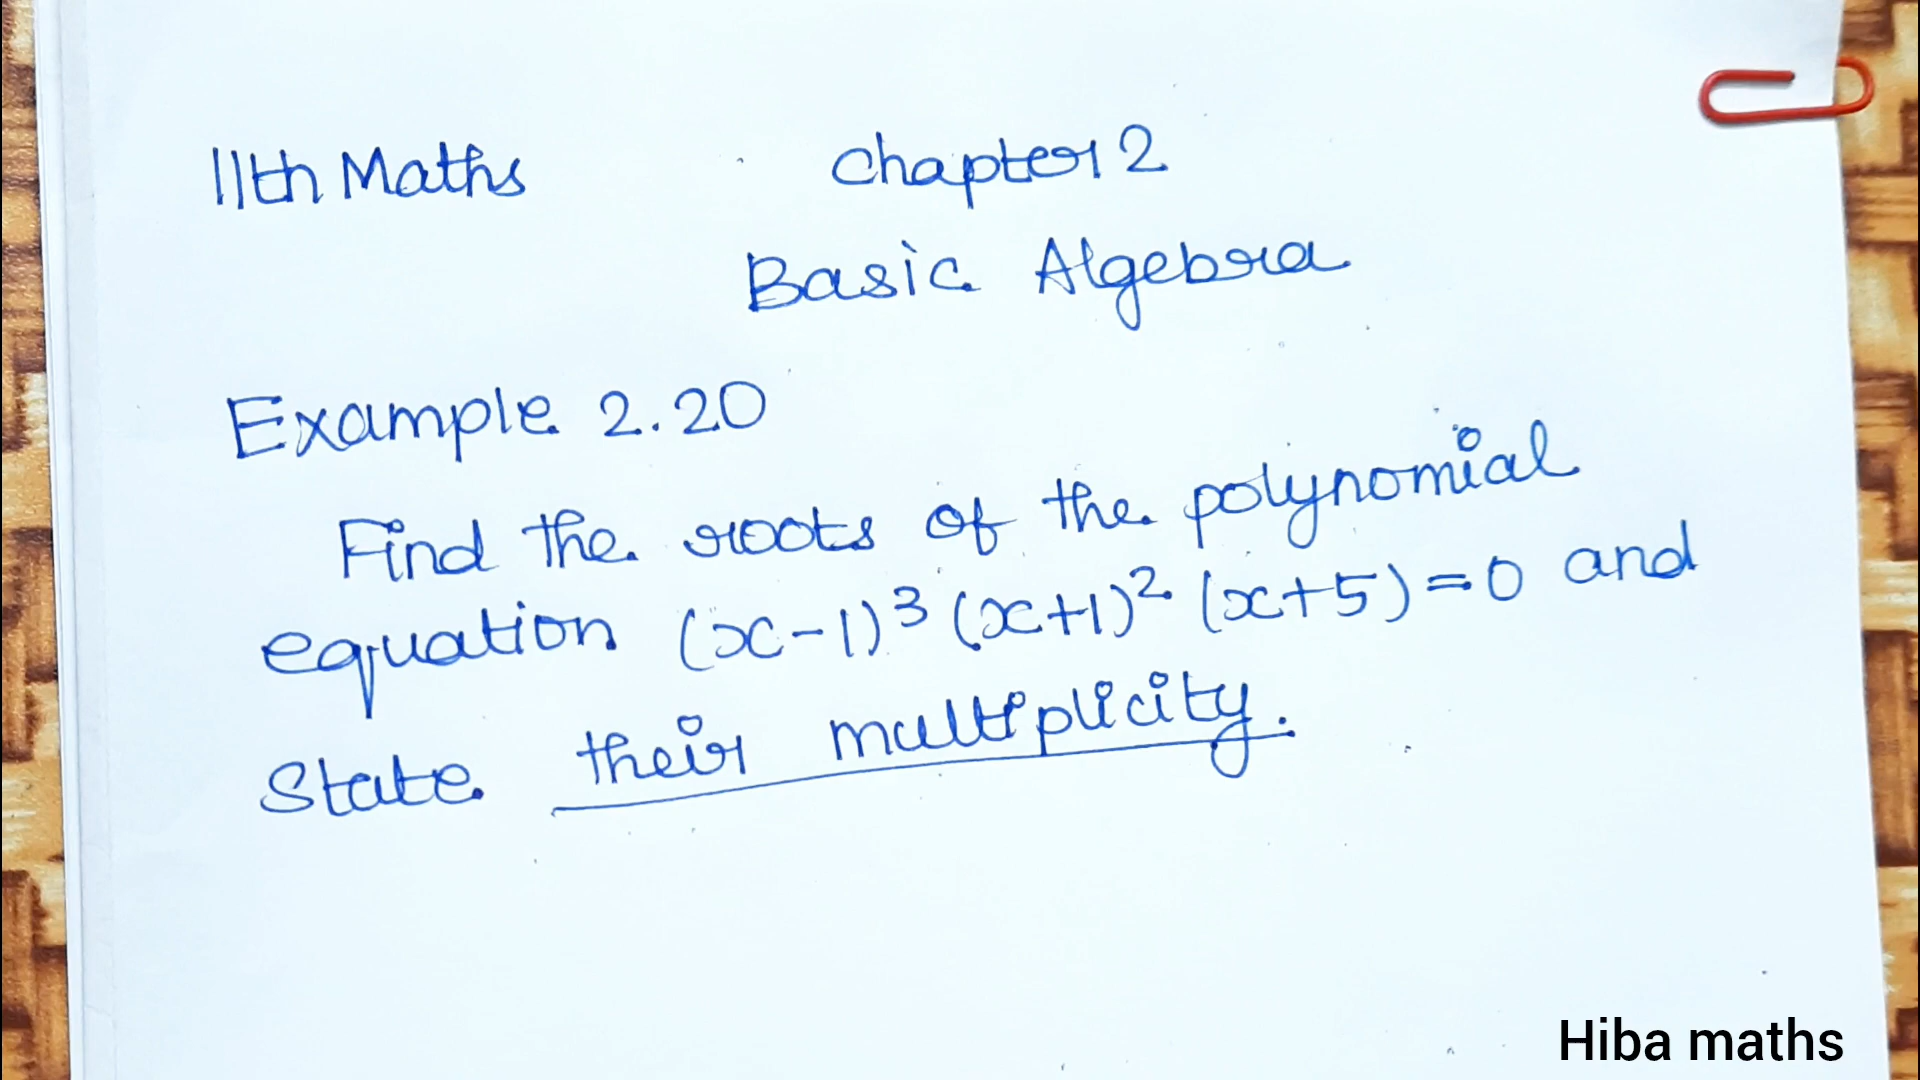 11th Maths Chapter 2
Basic Algebra
Example 2.20
Find the roots of the polynomial
equation (x-1)³ (x+1)² (x+5)=0 and
State their multiplicity.
Hiba maths